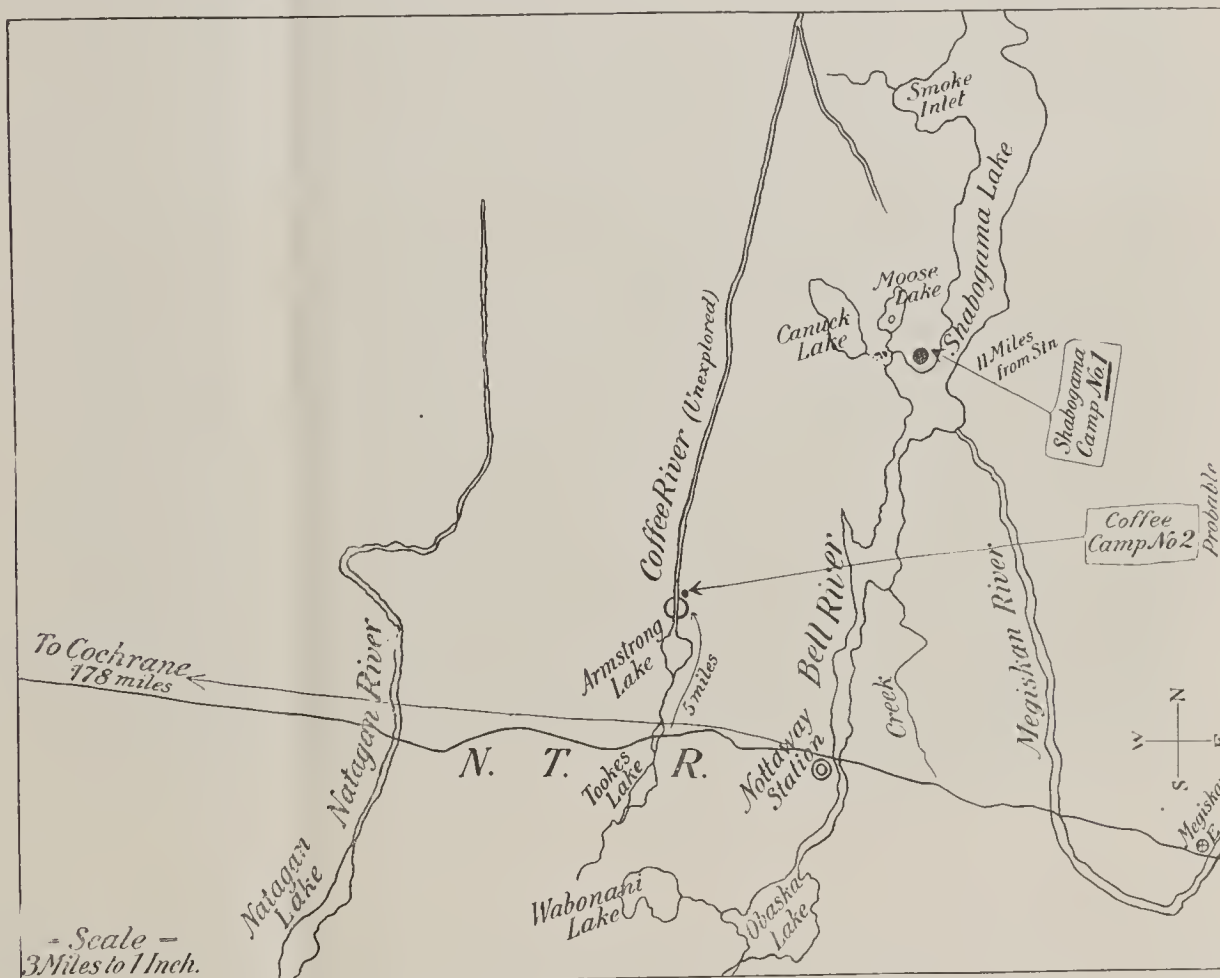 Smoke
Inlet
Shabogama Lake
Moose
Lake
Canuck
Lake
11 Miles
from Stn
Shabogama
Camp No.1
Coffee River (Unexplored)
Coffee
Camp No 2
Probable
Bell River
Megiskan River
Armstrong
Lake
5 miles
To Cochrane
178 miles
Natagan River
Creek
N
W
E
S
N. T. R.
Nottaway
Station
Tookes
Lake
Megiskan
E
Natagan
Lake
Wabonani
Lake
Obaska
Lake
- Scale -
3 Miles to 1 Inch.